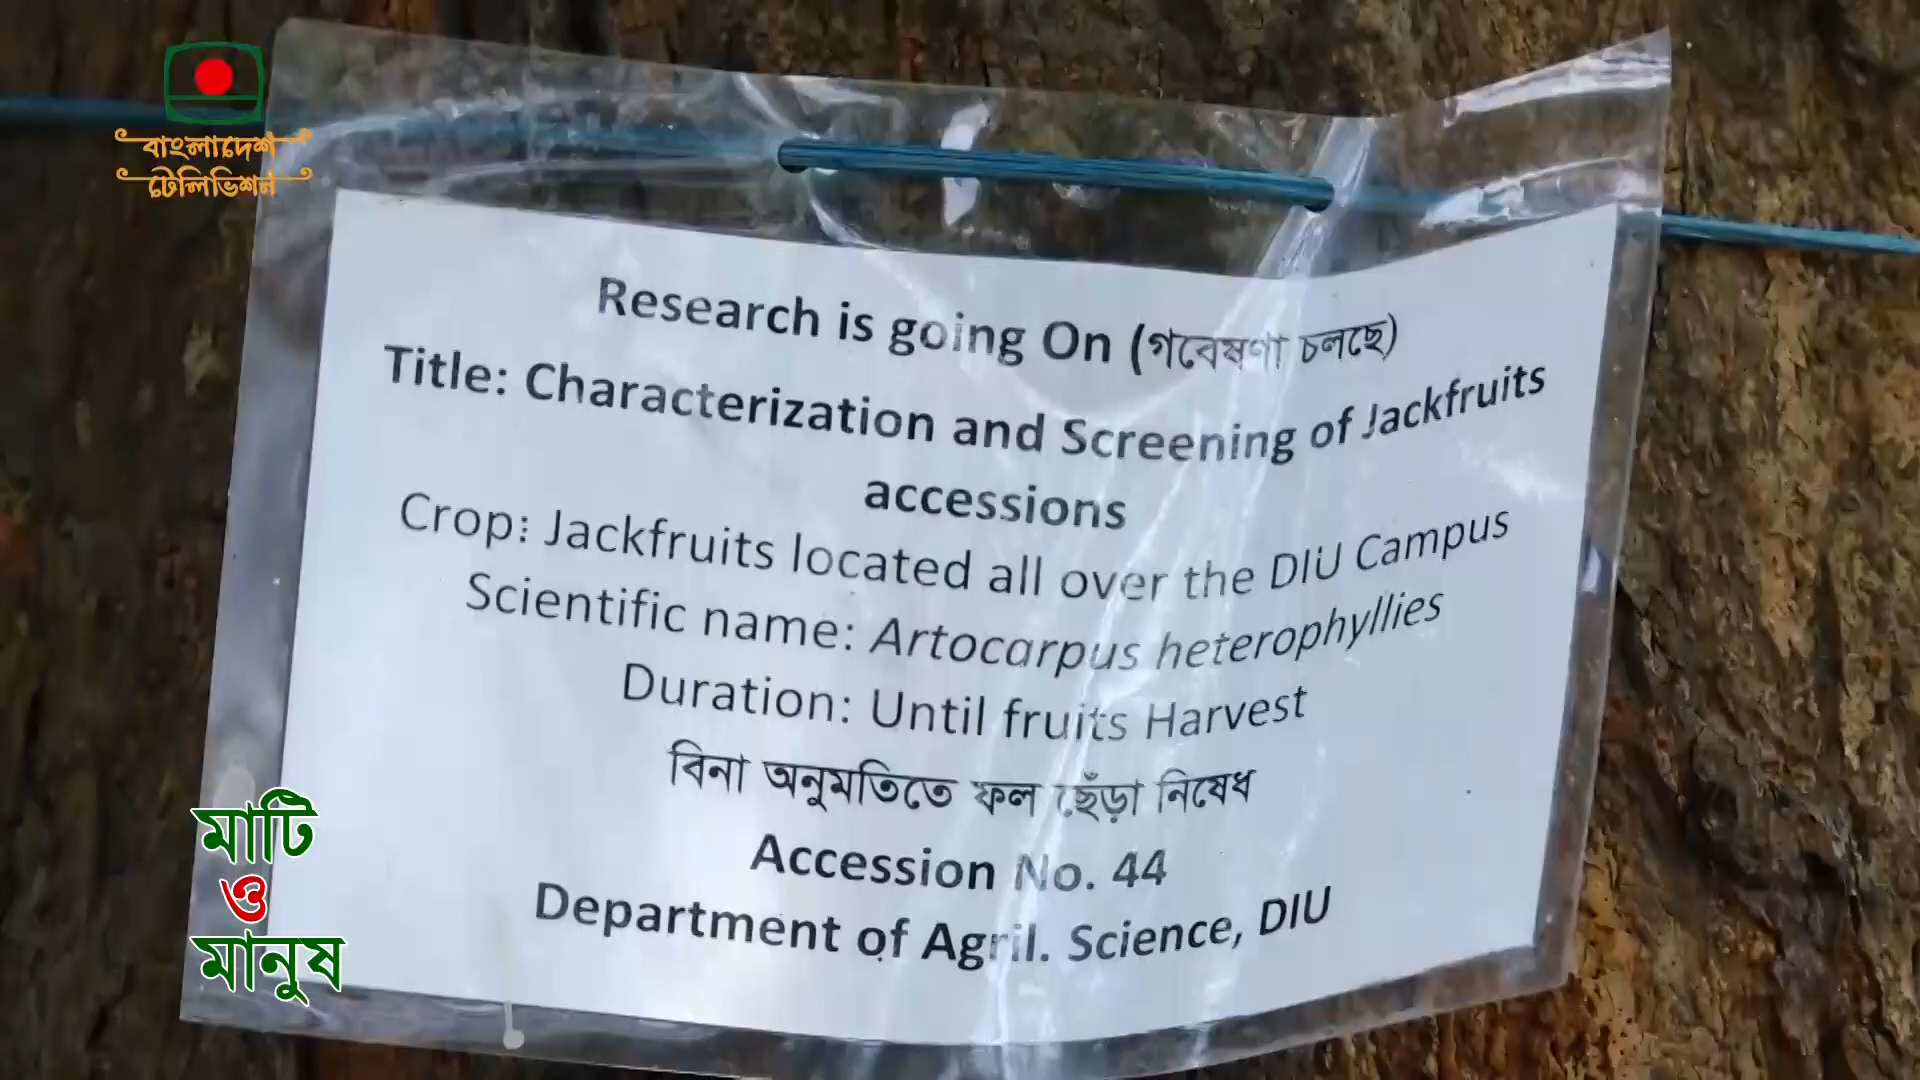 বাংলাদেশ
টেলিভিশন
Research is going On (গবেষণা চলছে)
Title: Characterization and Screening of Jackfruits
accessions
Crop: Jackfruits located all over the DIU Campus
Scientific name: Artocarpus heterophyllies
Duration: Until fruits Harvest
বিনা অনুমতিতে ফল ছেঁড়া নিষেধ
Accession No. 44
Department of Agril. Science, DIU
মাটি
ও
মানুষ